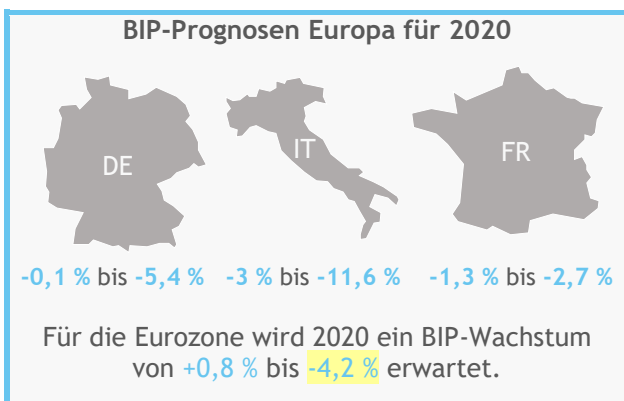 BIP-Prognosen Europa für 2020
DE IT FR
-0,1 % bis -5,4 % -3 % bis -11,6 % -1,3 % bis -2,7 %
Für die Eurozone wird 2020 ein BIP-Wachstum
von +0,8 % bis -4,2 % erwartet.